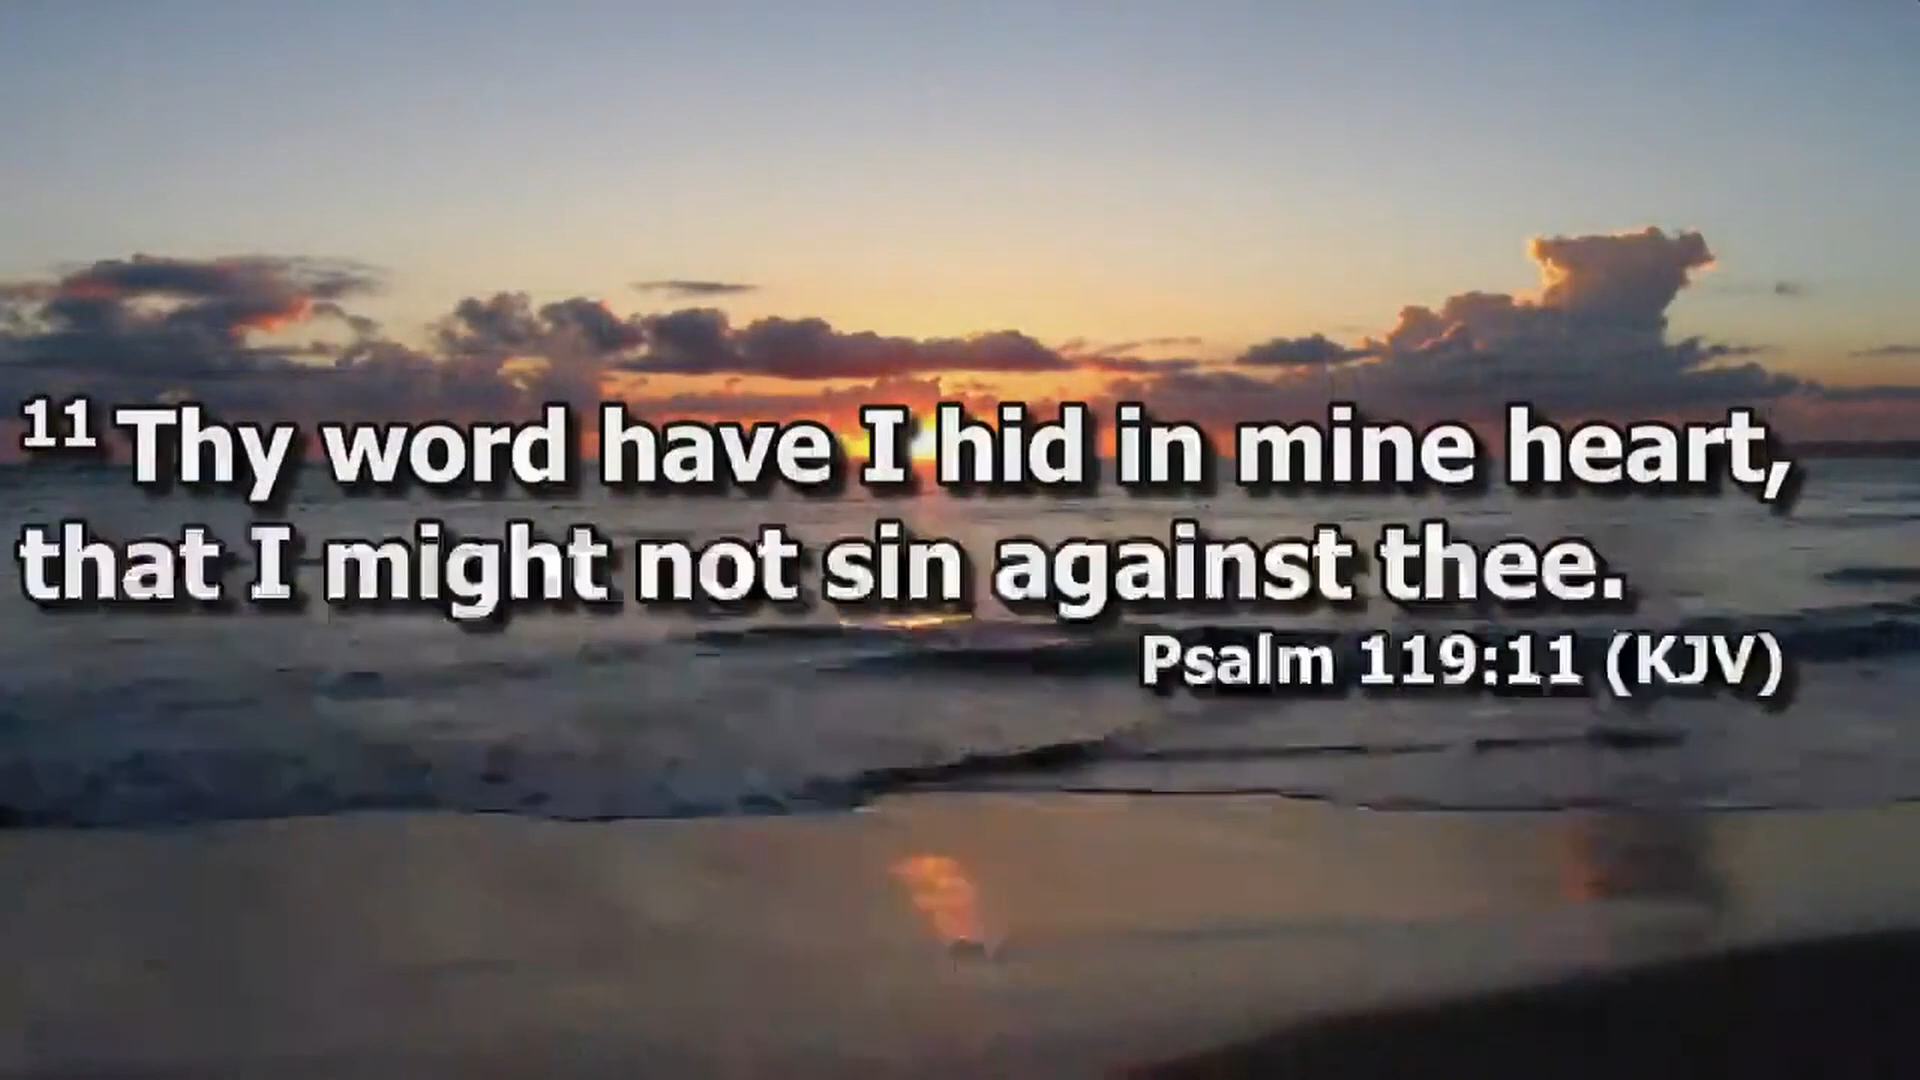 11 Thy word have I hid in mine heart,
that I might not sin against thee.
Psalm 119:11 (KJV)